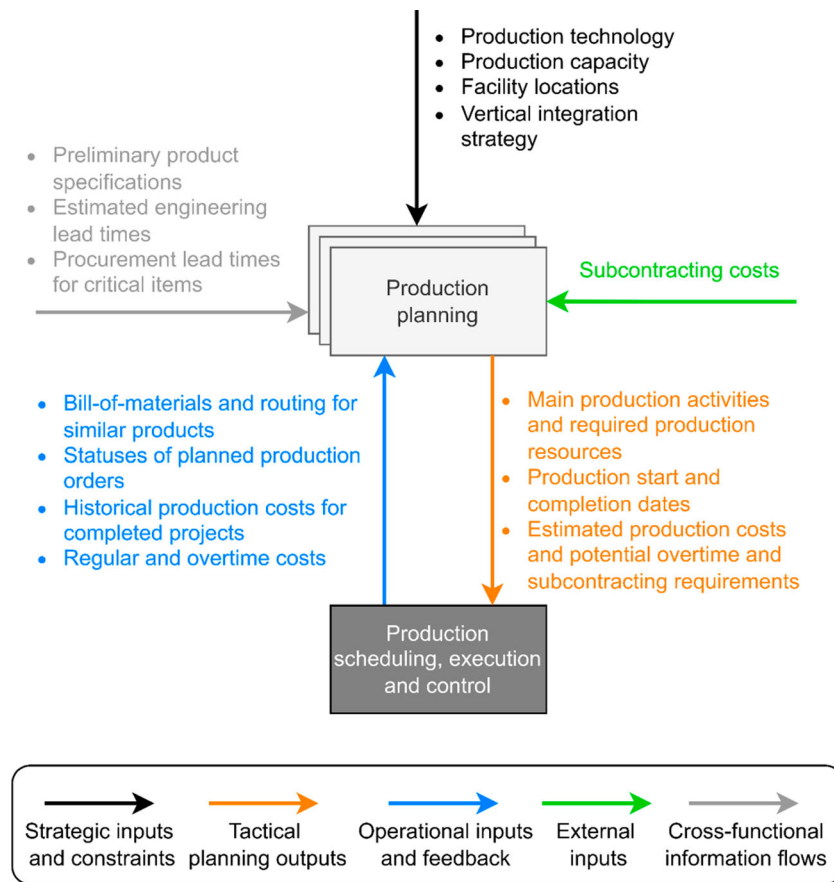 • Production technology
• Production capacity
• Facility locations
• Vertical integration
strategy
• Preliminary product
specifications
• Estimated engineering
lead times
• Procurement lead times
for critical items
Production
planning
Subcontracting costs
• Bill-of-materials and routing for
similar products
• Statuses of planned production
orders
• Historical production costs for
completed projects
• Regular and overtime costs
• Main production activities
and required production
resources
• Production start and
completion dates
• Estimated production costs
and potential overtime and
subcontracting requirements
Production
scheduling, execution
and control
Strategic inputs
and constraints
Tactical
planning outputs
Operational inputs
and feedback
External
inputs
Cross-functional
information flows